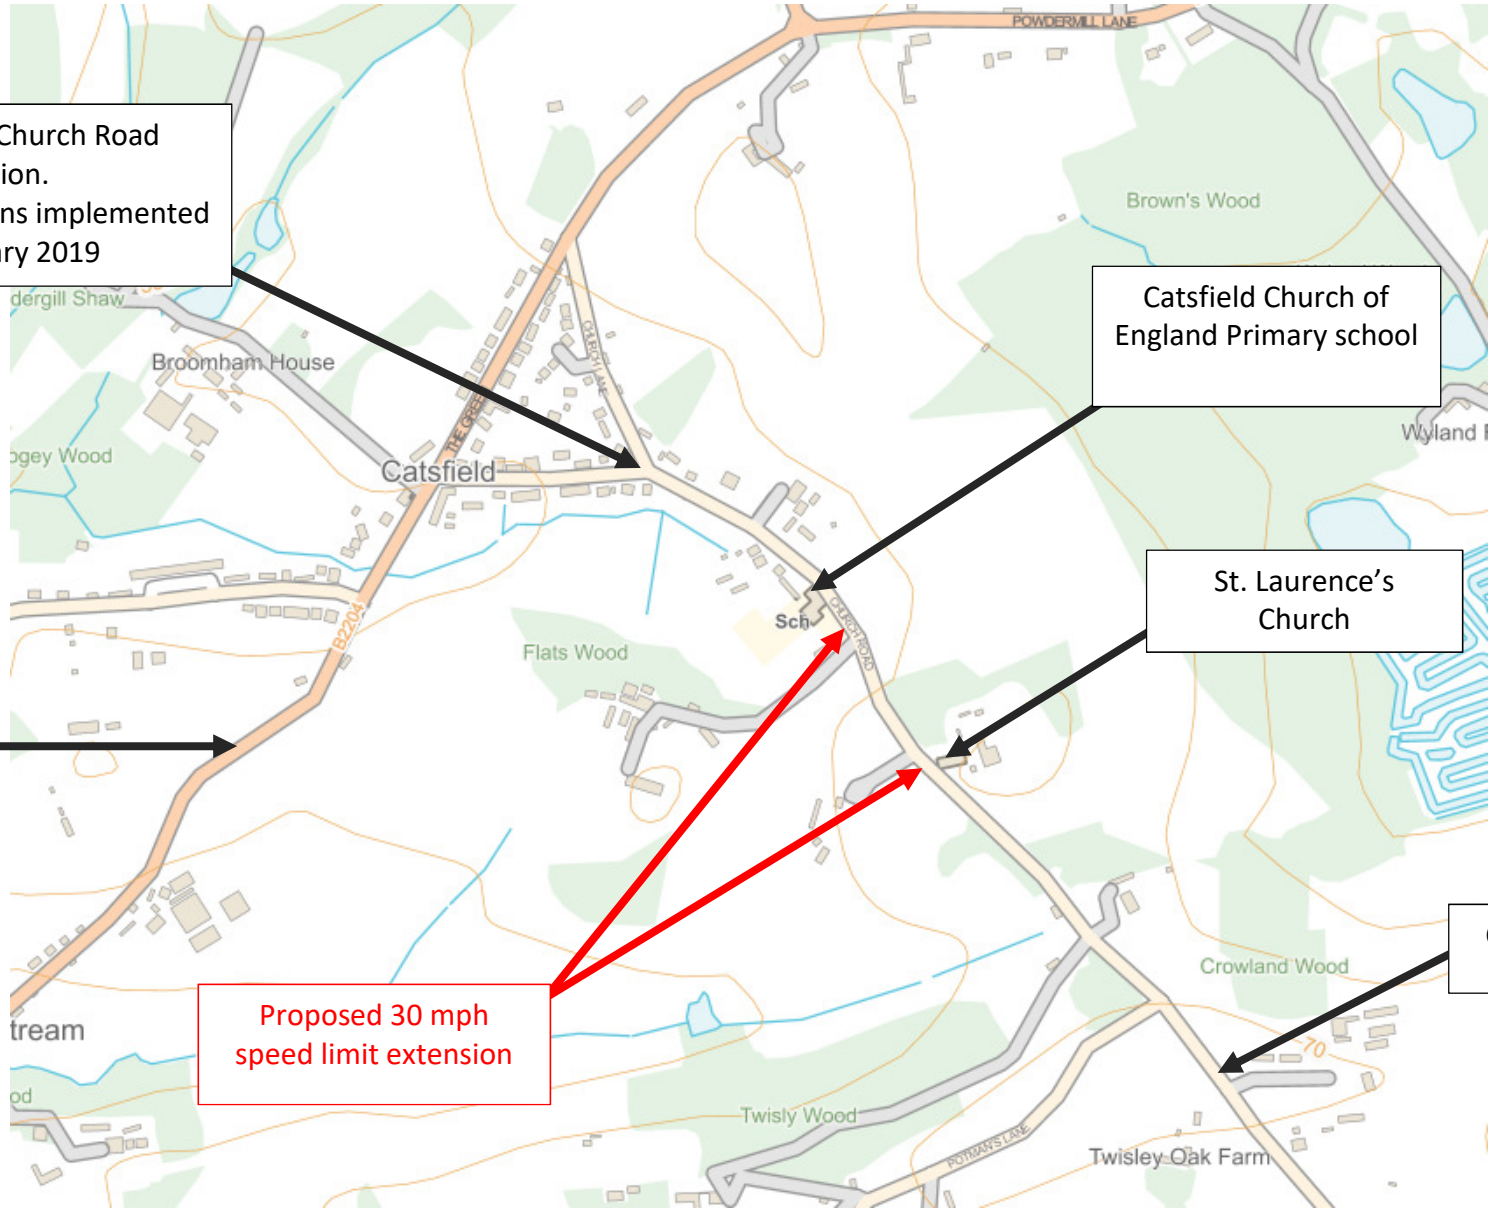 POWDERMILL LANE
Church Road
ion.
ns implemented
ary 2019
Brown's Wood
Catsfield Church of
England Primary school
dergill Shaw
Broomham House
CHURCH LANE
THE GREE
Wyland
ogey Wood
Catsfield
St. Laurence's
Church
B2204
Sch
CHURCH ROAD
Flats Wood
Crowland Wood
Proposed 30 mph
speed limit extension
tream
70
od
Twisly Wood
POTMAN'S LANE
Twisley Oak Farm